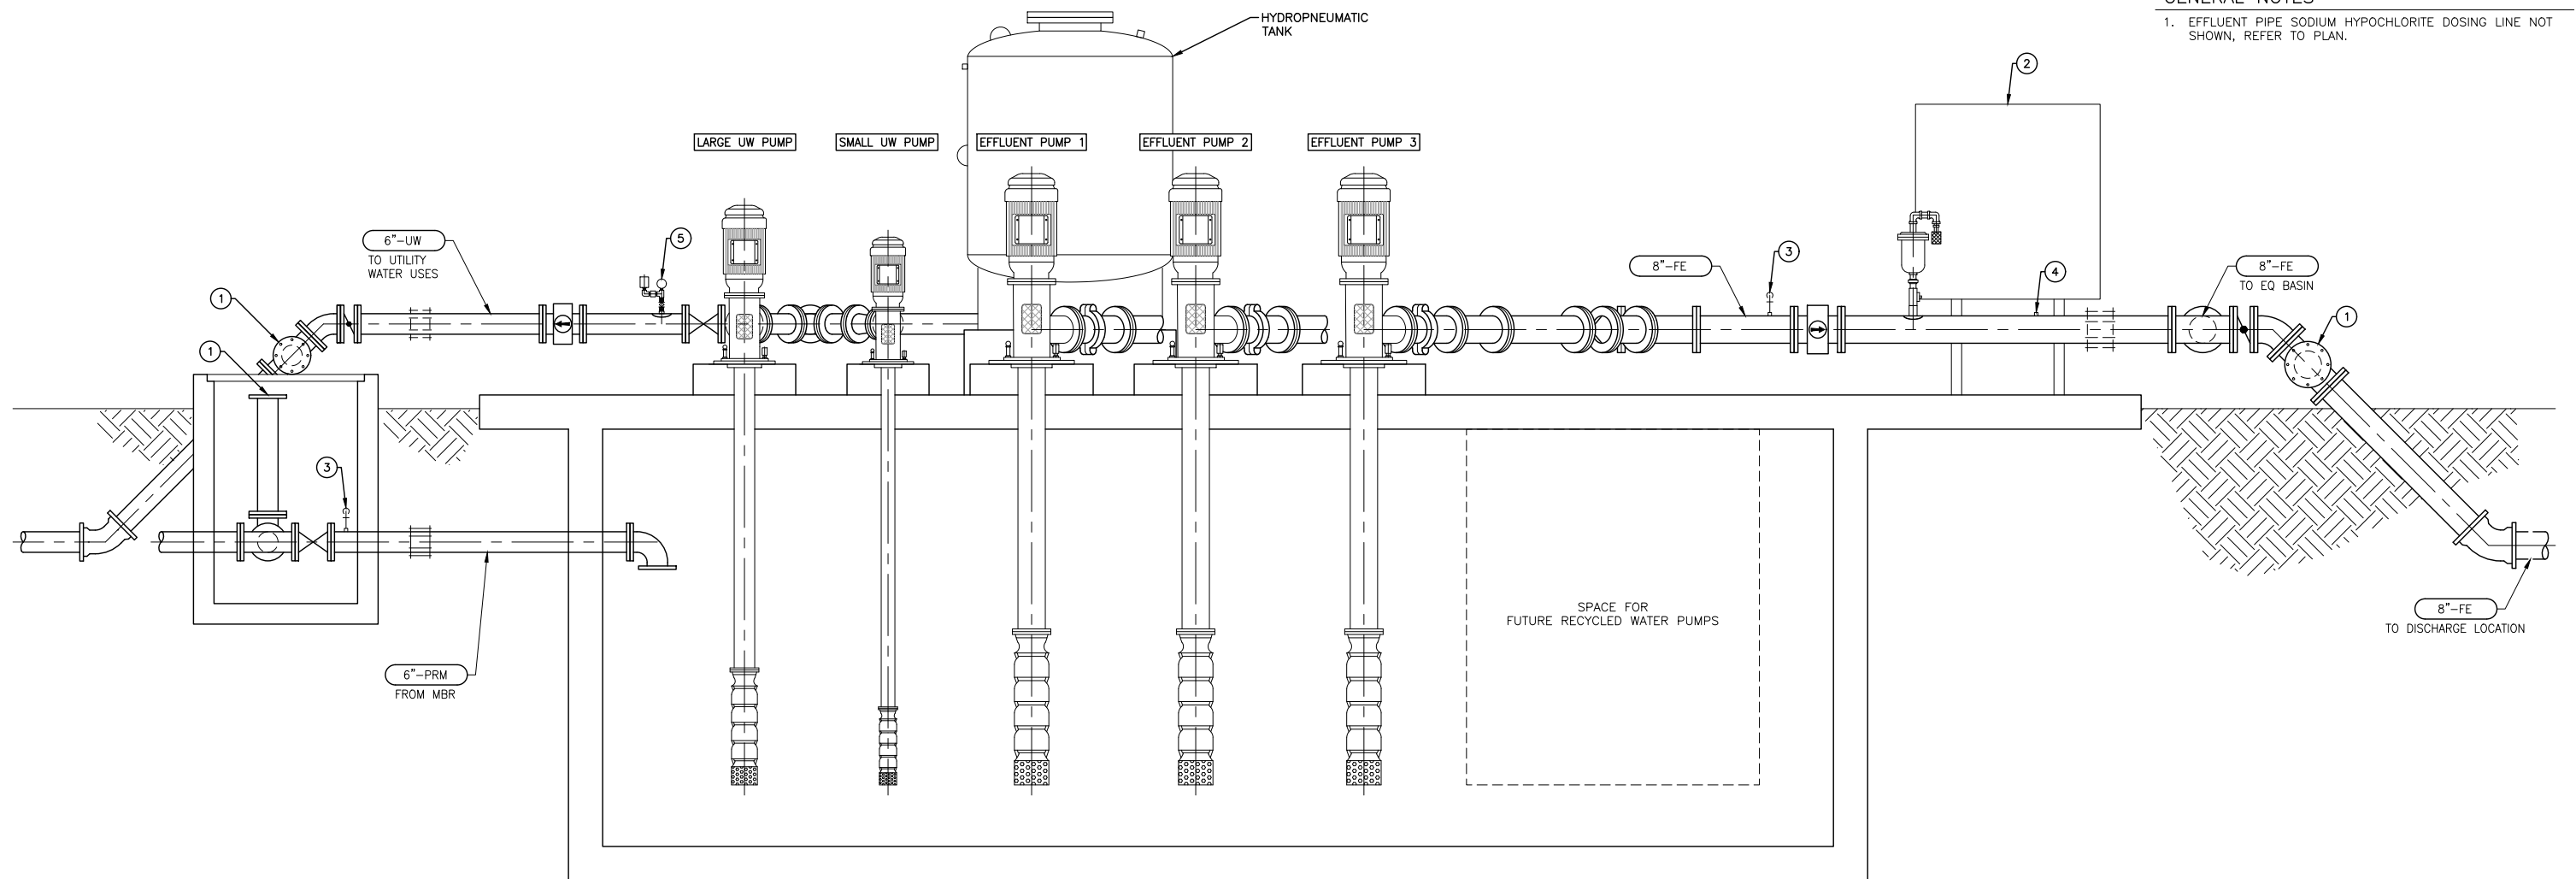 GENERAL NOTES
1. EFFLUENT PIPE SODIUM HYPOCHLORITE DOSING LINE NOT
SHOWN, REFER TO PLAN.
HYDROPNEUMATIC
TANK
2
LARGE UW PUMP
SMALL UW PUMP
EFFLUENT PUMP 1
EFFLUENT PUMP 2
EFFLUENT PUMP 3
6"-UW
TO UTILITY
WATER USES
5
3
8"-FE
4
8"-FE
TO EQ BASIN
1
1
1
3
6"-PRM
FROM MBR
SPACE FOR
FUTURE RECYCLED WATER PUMPS
8"-FE
TO DISCHARGE LOCATION